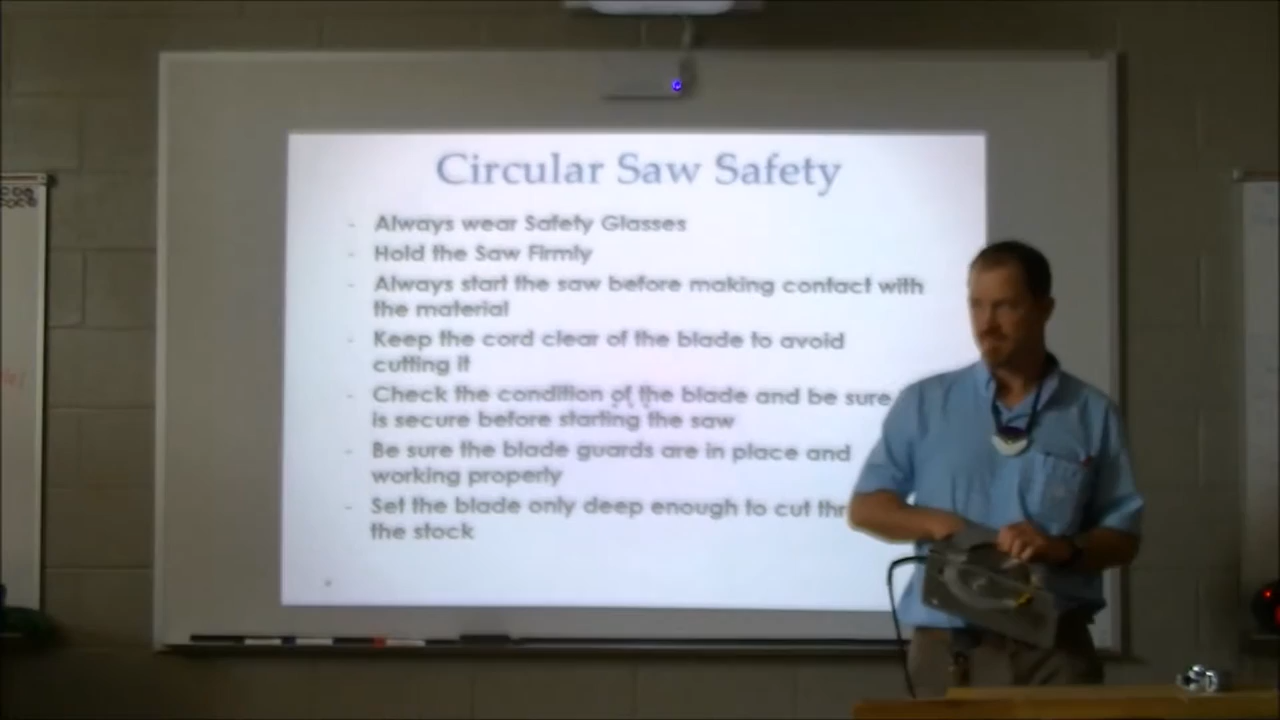 Circular Saw Safety
- Always wear Safety Glasses
- Hold the Saw Firmly
- Always start the saw before making contact with
the material
- Keep the cord clear of the blade to avoid
cutting it
- Check the condition of the blade and be sure
is secure before starting the saw
- Be sure the blade guards are in place and
working properly
- Set the blade only deep enough to cut thr
the stock